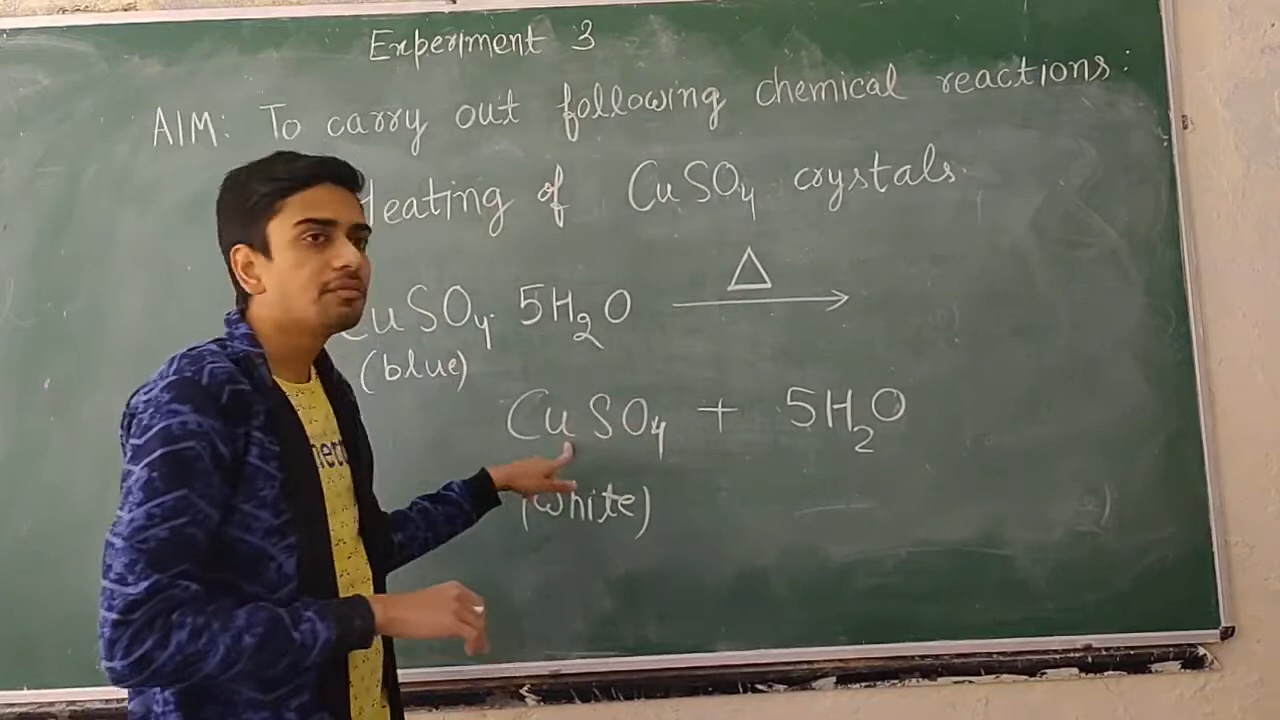 Experiment 3
AIM: To carry out following chemical reactions:
Heating of CuSO4 crystals.
CuSO4. 5H2O ⟶ Δ
(blue)
CuSO4 + 5H2O
(white)